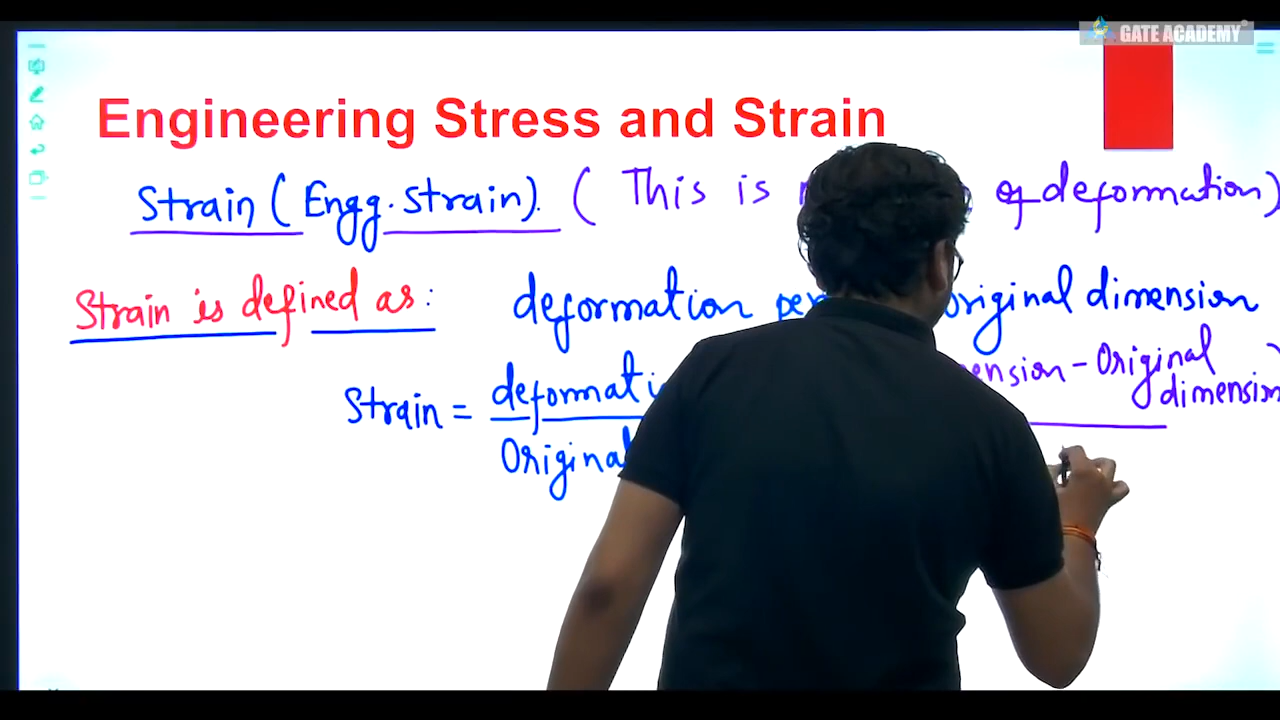 GATE ACADEMY
Engineering Stress and Strain
Strain (Engg. Strain). (This is of deformation)
Strain is defined as: deformation per original dimension
- Original
dimension
Strain = deformati
Original